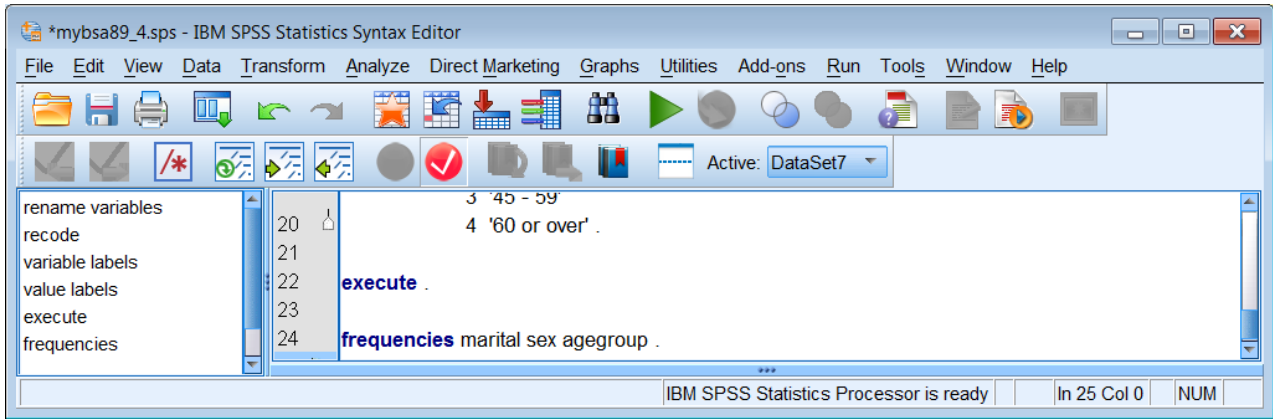 *mybsa89_4.sps - IBM SPSS Statistics Syntax Editor
File Edit View Data Transform Analyze Direct Marketing Graphs Utilities Add-ons Run Tools Window Help
/*
Active: DataSet7
rename variables
recode
variable labels
value labels
execute
frequencies
3 '45 - 59'
20 4 '60 or over' .
21
22 execute .
23
24 frequencies marital sex agegroup .
IBM SPSS Statistics Processor is ready In 25 Col 0 NUM